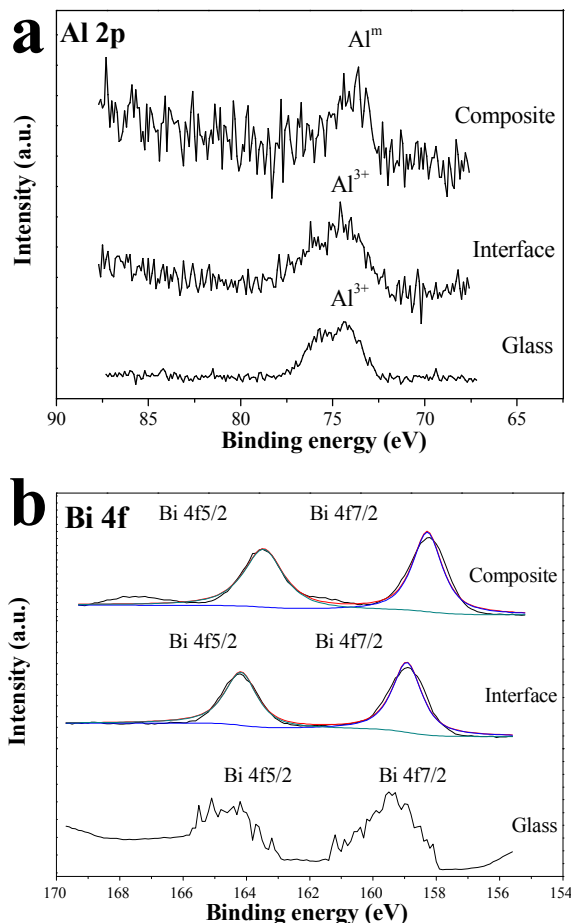 a
Al 2p
Al^m
Composite
Al^3+
Interface
Al^3+
Glass
Intensity (a.u.)
90 85 80 75 70 65
Binding energy (eV)
b
Bi 4f
Bi 4f5/2 Bi 4f7/2
Composite
Bi 4f5/2 Bi 4f7/2
Interface
Bi 4f5/2 Bi 4f7/2
Glass
Intensity (a.u.)
170 168 166 164 162 160 158 156 154
Binding energy (eV)